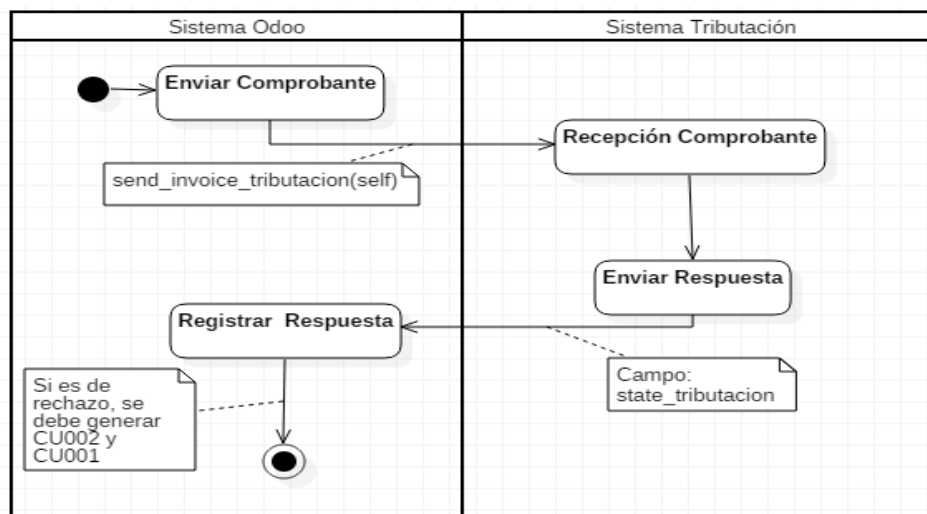 Sistema Odoo
Sistema Tributación
Enviar Comprobante
Recepción Comprobante
send_invoice_tributacion(self)
Enviar Respuesta
Registrar Respuesta
Campo:
state_tributacion
Si es de
rechazo, se
debe generar
CU002 y
CU001